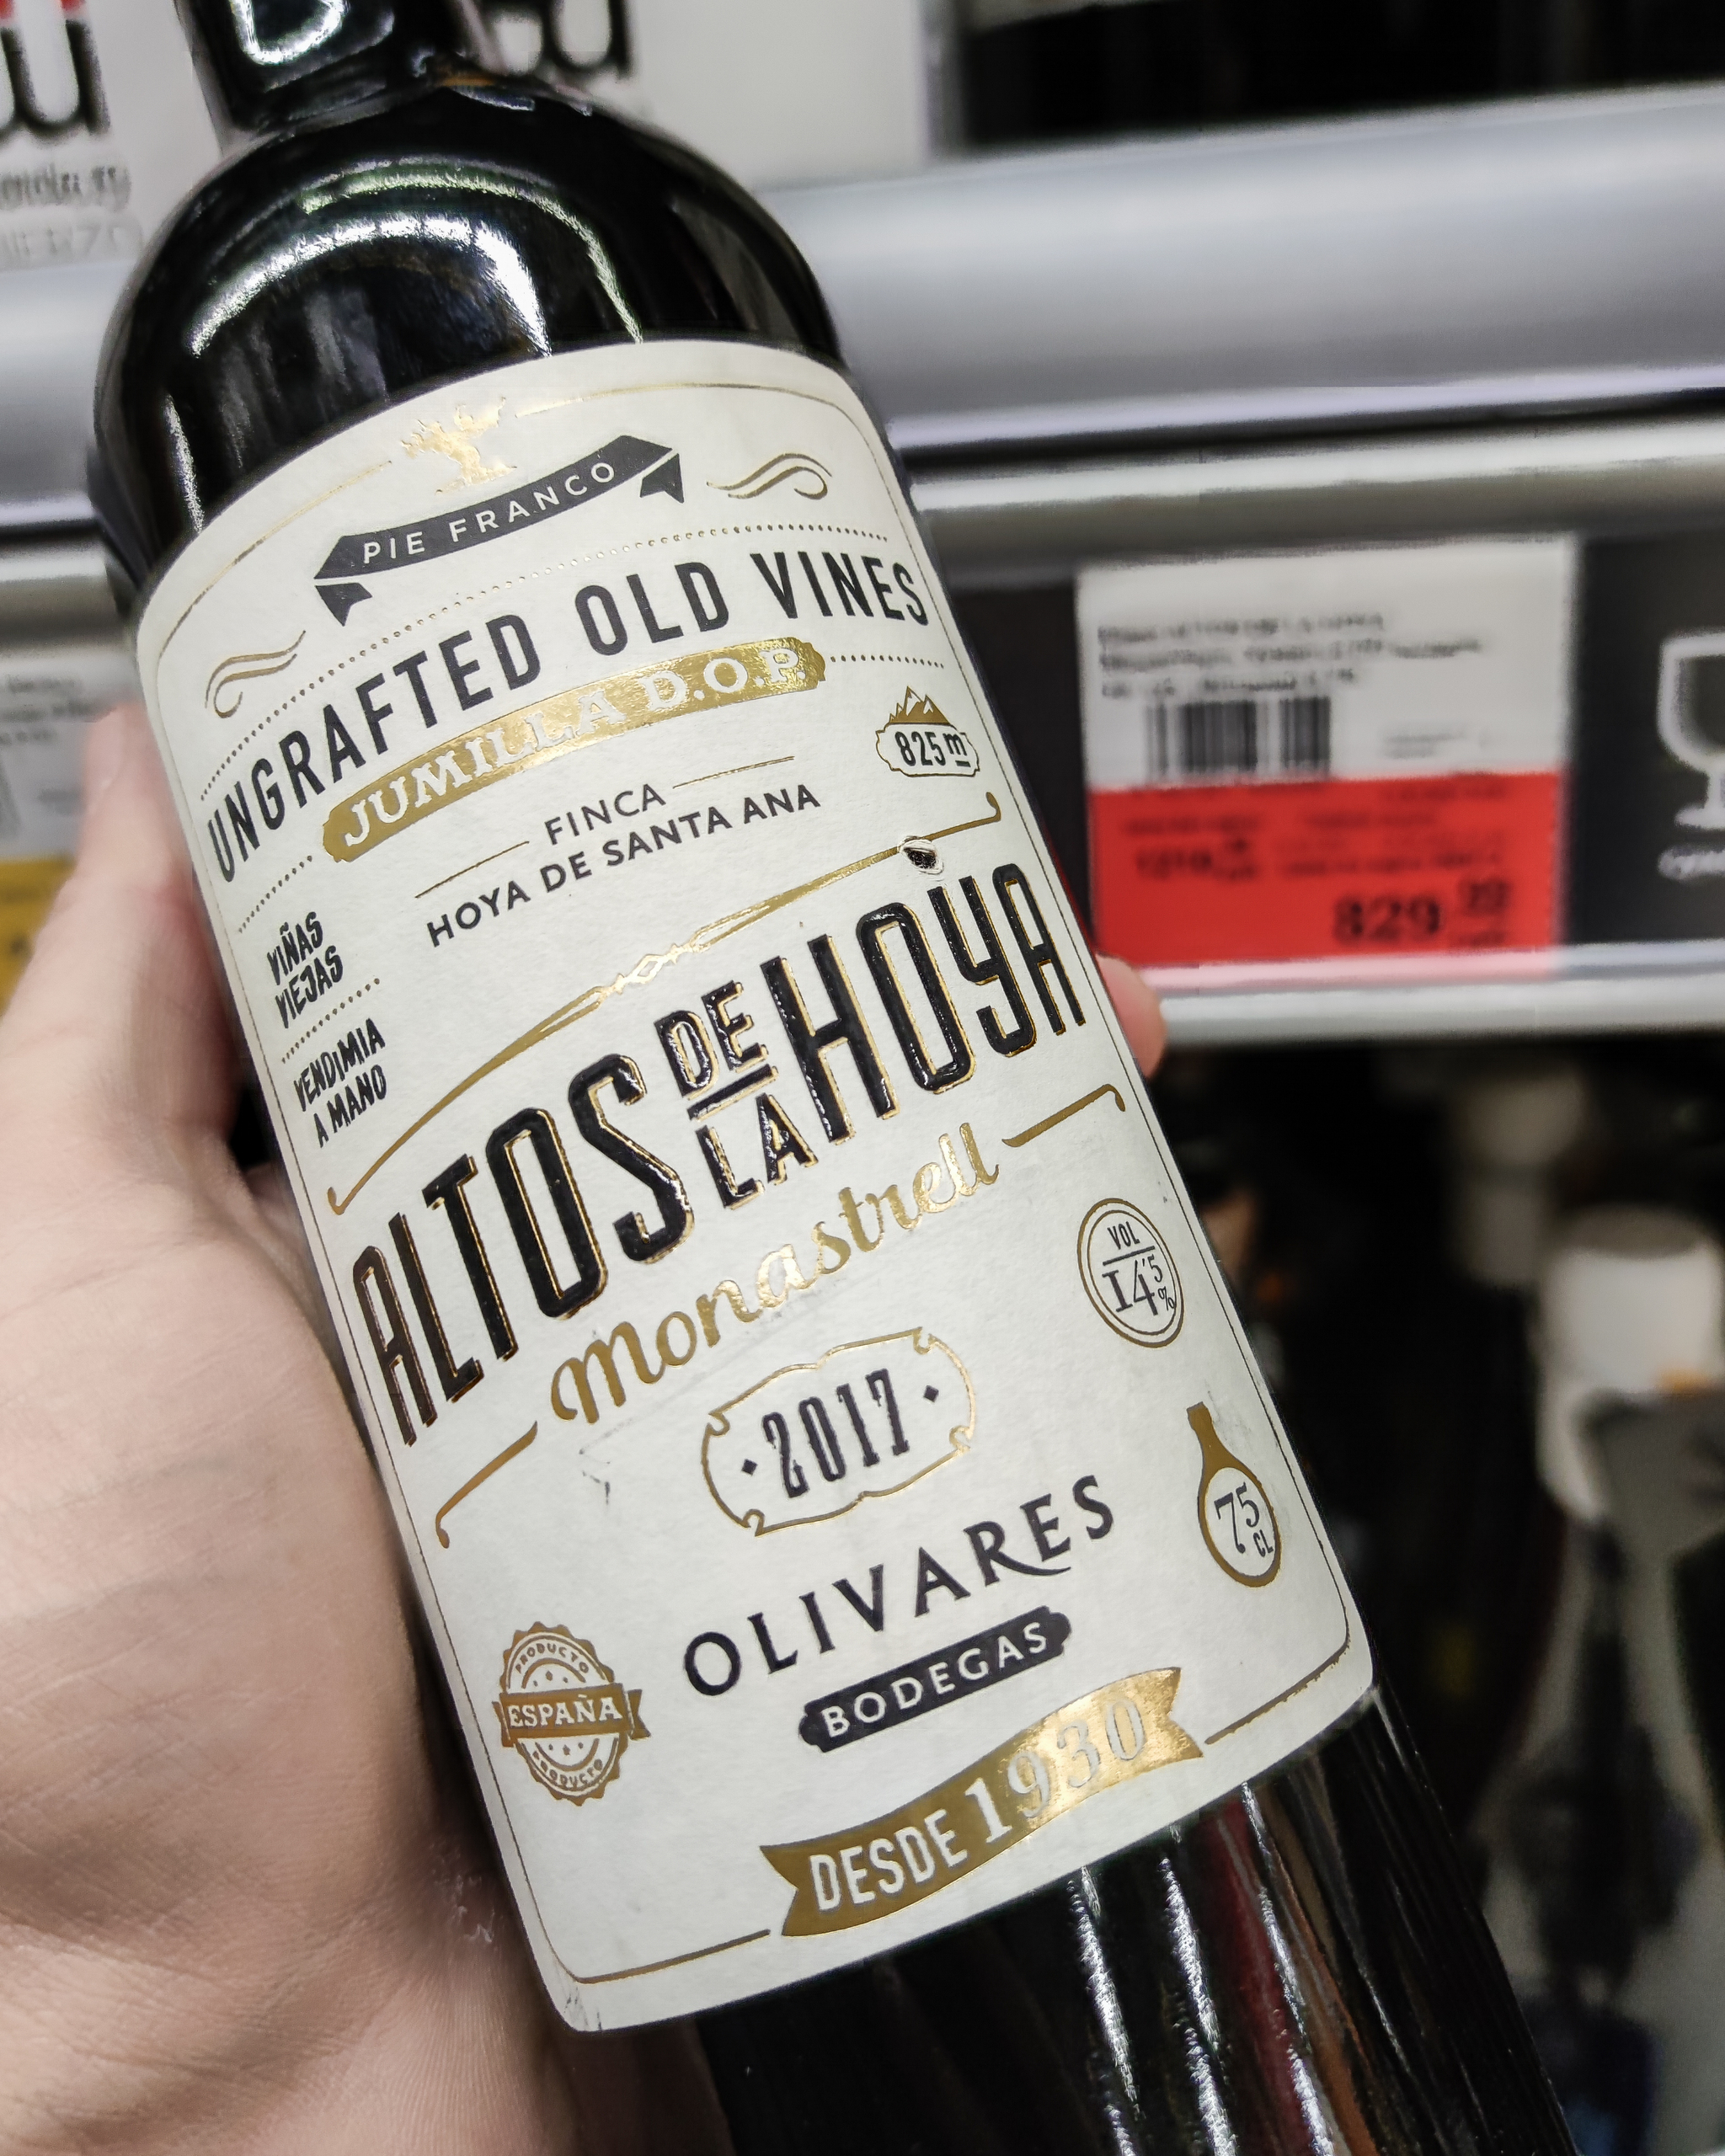 PIE FRANCO
UNGRAFTED OLD VINES
JUMILLA D.O.P.
825 m
FINCA
HOYA DE SANTA ANA
VIÑAS
VIEJAS
VENDIMIA
A MANO
ALTOS DE LA HOYA
Monastrell
VOL
14'5%
2017
75
CL
OLIVARES
BODEGAS
PRODUCTO
ESPAÑA
PRODUCTO
DESDE 1930
829 99